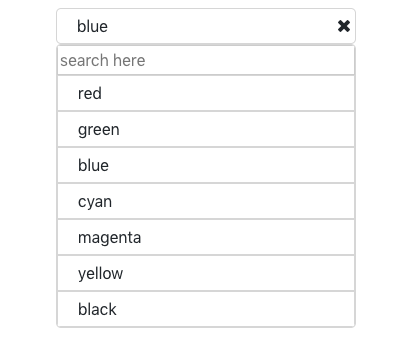 blue
search here
red
green
blue
cyan
magenta
yellow
black